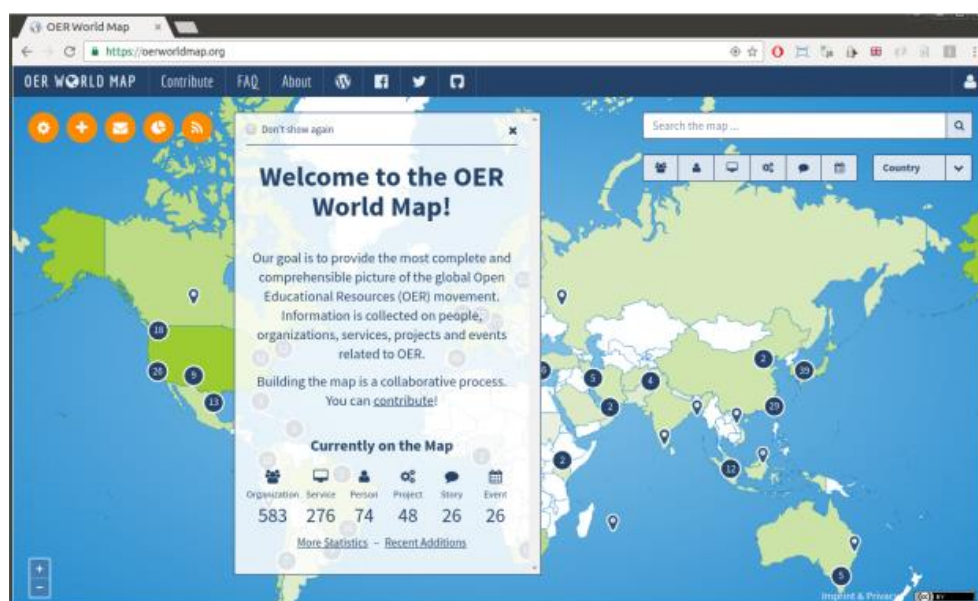 OER World Map
https://oerworldmap.org
OER WORLD MAP Contribute FAQ About
Don't show again
Search the map ...
Country
Welcome to the OER
World Map!
Our goal is to provide the most complete and
comprehensible picture of the global Open
Educational Resources (OER) movement.
Information is collected on people,
organizations, services, projects and events
related to OER.
Building the map is a collaborative process.
You can contribute!
Currently on the Map
Organization Service Person Project Story Event
583 276 74 48 26 26
More Statistics – Recent Additions
18
26
9
13
5
4
2
2
39
29
2
12
5
Imprint & Privacy
BY